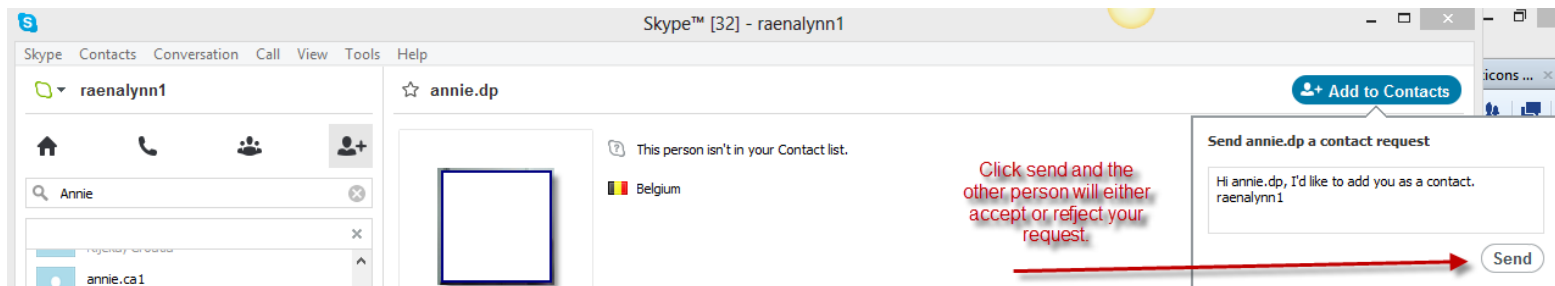 Skype™ [32] - raenalynn1
Skype Contacts Conversation Call View Tools Help
icons ...
raenalynn1
annie.dp
Add to Contacts
This person isn't in your Contact list.
Belgium
Send annie.dp a contact request
Hi annie.dp, I'd like to add you as a contact.
raenalynn1
Click send and the
other person will either
accept or refject your
request.
Send
Annie
annie.ca1